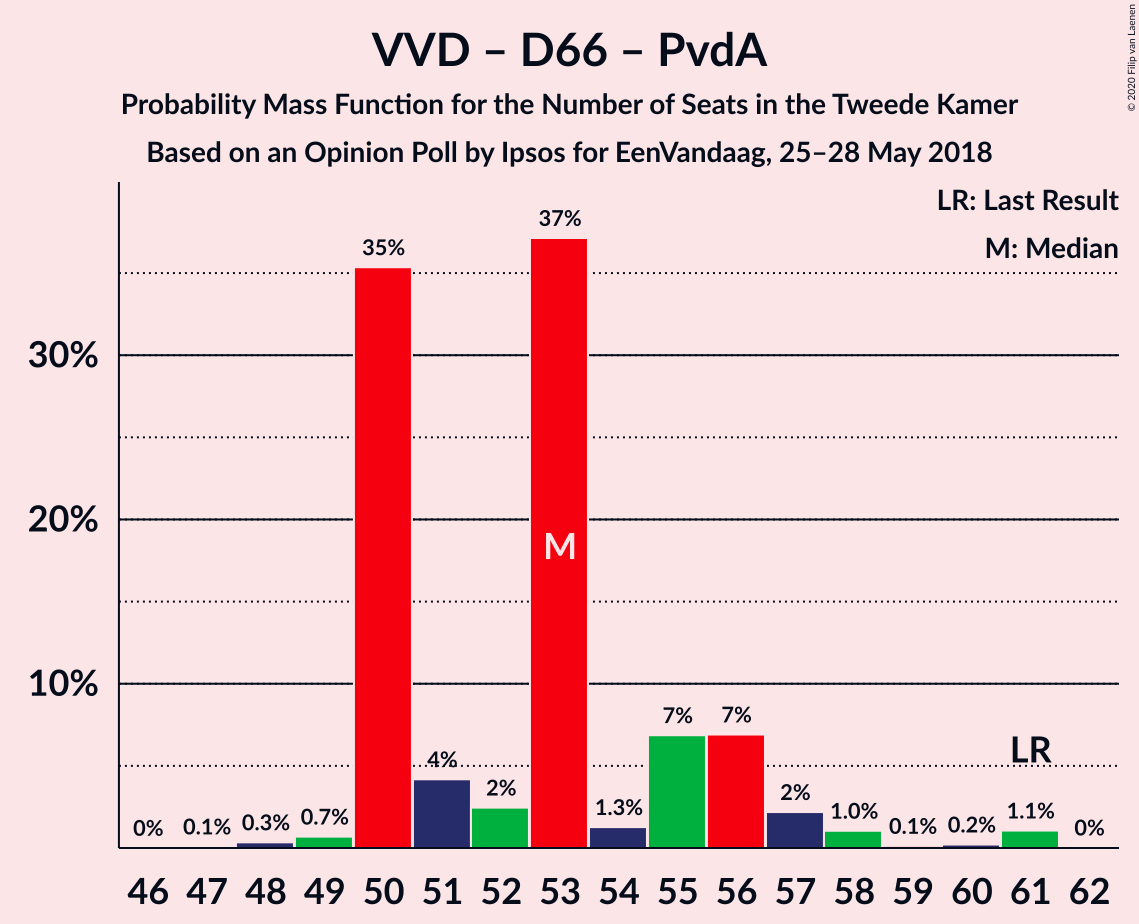 VVD – D66 – PvdA
Probability Mass Function for the Number of Seats in the Tweede Kamer
Based on an Opinion Poll by Ipsos for EenVandaag, 25–28 May 2018
© 2020 Filip van Laenen
LR: Last Result
M: Median
37%
35%
30%
20%
M
10%
7%
7%
LR
4%
2%
2%
1.3%
1.0%
1.1%
0%
0.1%
0.3%
0.7%
0.1%
0.2%
0%
46 47 48 49 50 51 52 53 54 55 56 57 58 59 60 61 62